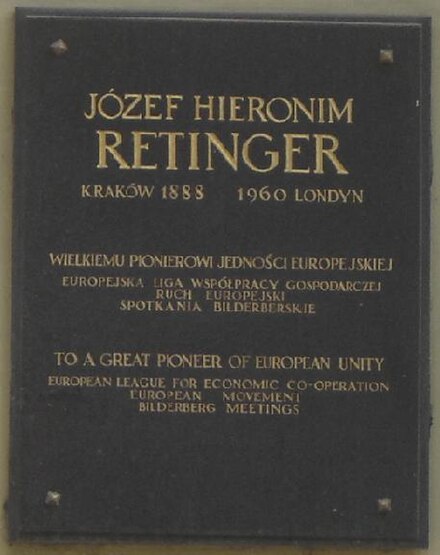 JÓZEF HIERONIM
RETINGER
KRAKÓW 1888 1960 LONDYN
WIELKIEMU PIONIEROWI JEDNOŚCI EUROPEJSKIEJ
EUROPEJSKA LIGA WSPÓŁPRACY GOSPODARCZEJ
RUCH EUROPEJSKI
SPOTKANIA BILDERBERSKIE
TO A GREAT PIONEER OF EUROPEAN UNITY
EUROPEAN LEAGUE FOR ECONOMIC CO-OPERATION
EUROPEAN MOVEMENT
BILDERBERG MEETINGS